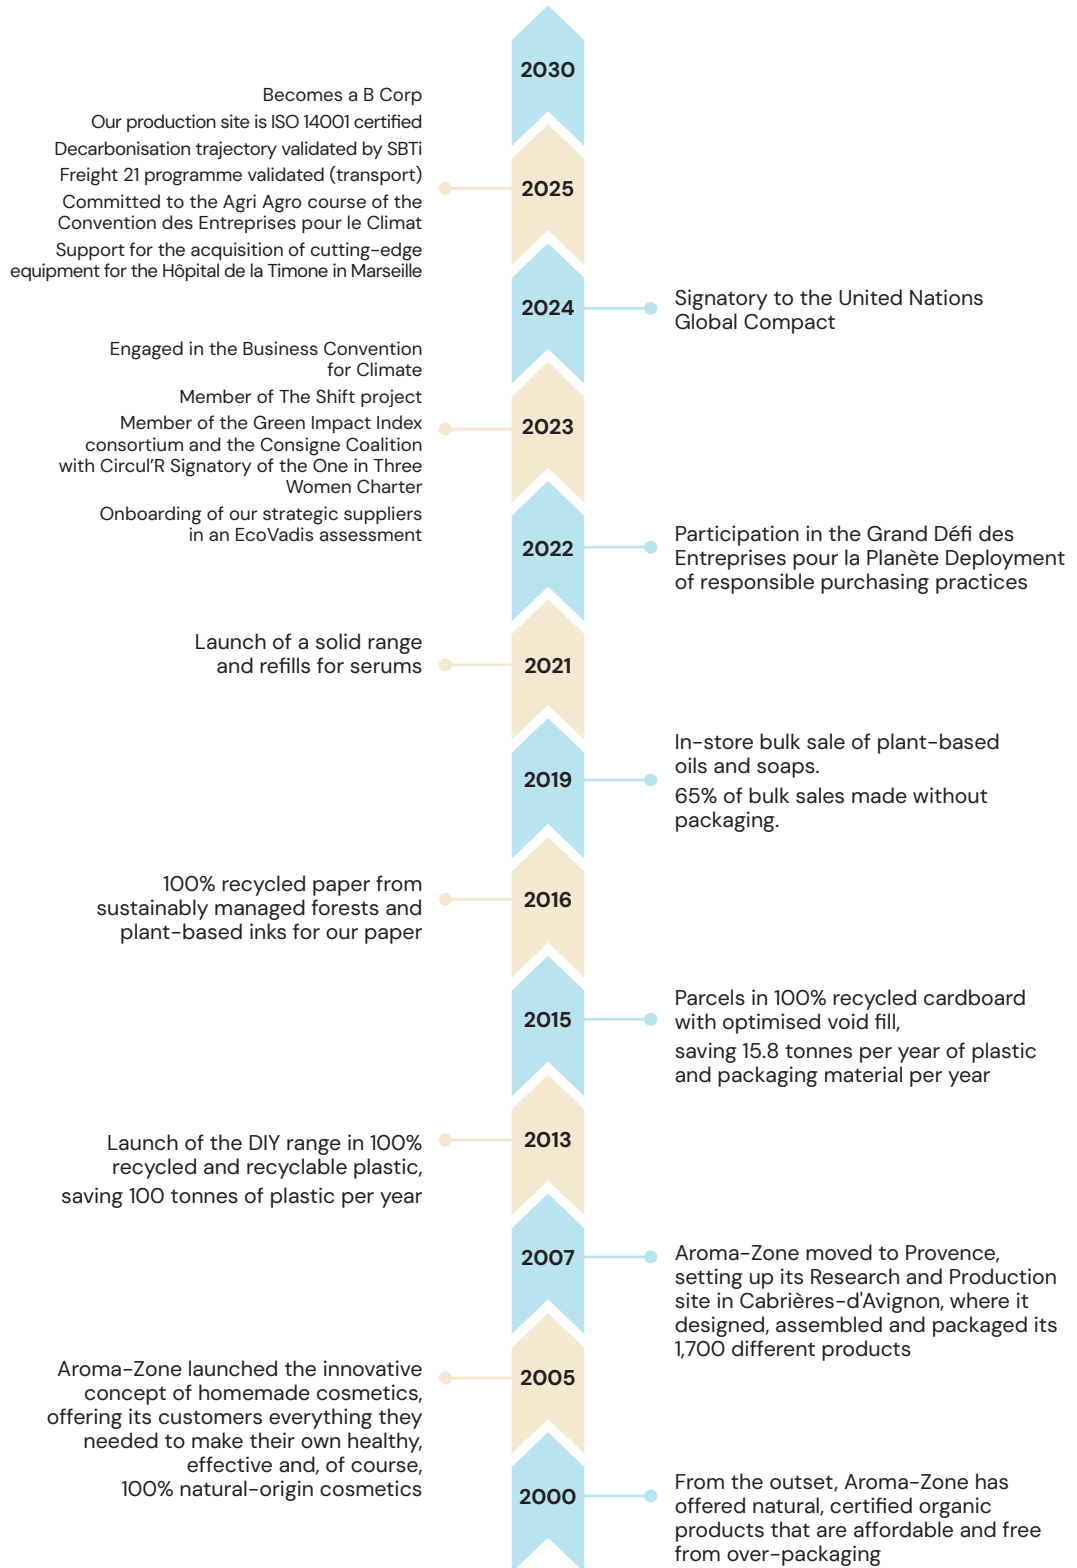 2030
Becomes a B Corp
Our production site is ISO 14001 certified
Decarbonisation trajectory validated by SBTi
Freight 21 programme validated (transport)
Committed to the Agri Agro course of the
Convention des Entreprises pour le Climat
Support for the acquisition of cutting-edge
equipment for the Hôpital de la Timone in Marseille
2025
2024
Signatory to the United Nations
Global Compact
Engaged in the Business Convention
for Climate
Member of The Shift project
Member of the Green Impact Index
consortium and the Consigne Coalition
with Circul’R Signatory of the One in Three
Women Charter
Onboarding of our strategic suppliers
in an EcoVadis assessment
2023
2022
Participation in the Grand Défi des
Entreprises pour la Planète Deployment
of responsible purchasing practices
Launch of a solid range
and refills for serums
2021
2019
In-store bulk sale of plant-based
oils and soaps.
65% of bulk sales made without
packaging.
100% recycled paper from
sustainably managed forests and
plant-based inks for our paper
2016
2015
Parcels in 100% recycled cardboard
with optimised void fill,
saving 15.8 tonnes per year of plastic
and packaging material per year
Launch of the DIY range in 100%
recycled and recyclable plastic,
saving 100 tonnes of plastic per year
2013
2007
Aroma-Zone moved to Provence,
setting up its Research and Production
site in Cabrières-d'Avignon, where it
designed, assembled and packaged its
1,700 different products
Aroma-Zone launched the innovative
concept of homemade cosmetics,
offering its customers everything they
needed to make their own healthy,
effective and, of course,
100% natural-origin cosmetics
2005
2000
From the outset, Aroma-Zone has
offered natural, certified organic
products that are affordable and free
from over-packaging